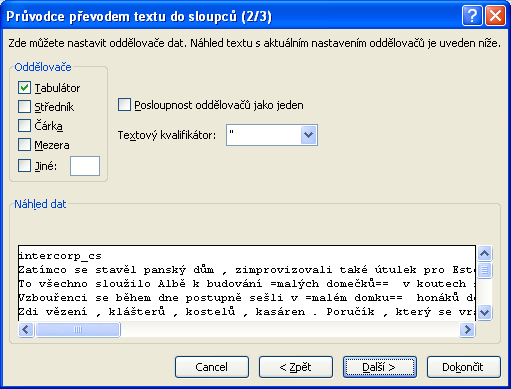 Průvodce převodem textu do sloupců (2/3)
Zde můžete nastavit oddělovače dat. Náhled textu s aktuálním nastavením oddělovačů je uveden níže.
Oddělovače
Tabulátor
Středník
Čárka
Mezera
Jiné:
Posloupnost oddělovačů jako jeden
Textový kvalifikátor: "
Náhled dat
intercorp_cs
Zatímco se stavěl panský dům , zimprovizovali také útulek pro
To všechno sloužilo Albě k budování =malých domečků== v koutech
Vzbouřenci se během dne postupně sešli v =malém domku== honáků
Zdi vězení , klášterů , kostelů , kasáren . Poručík , který se
Cancel
< Zpět
Další >
Dokončit